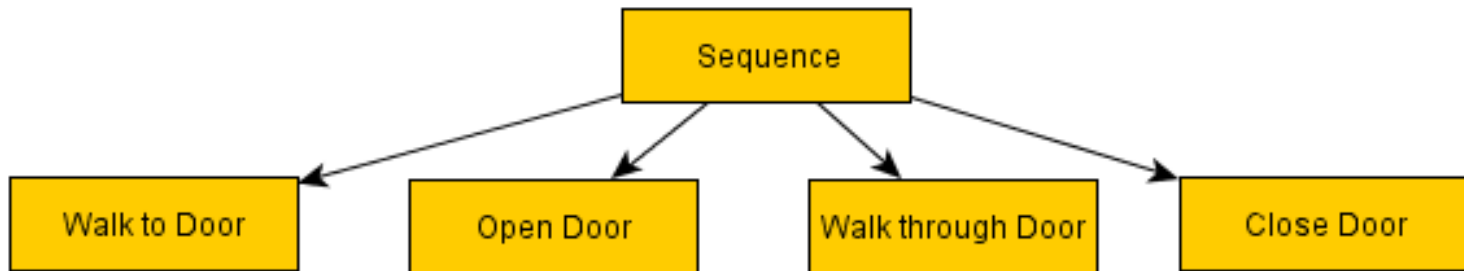 Sequence
Walk to Door
Open Door
Walk through Door
Close Door